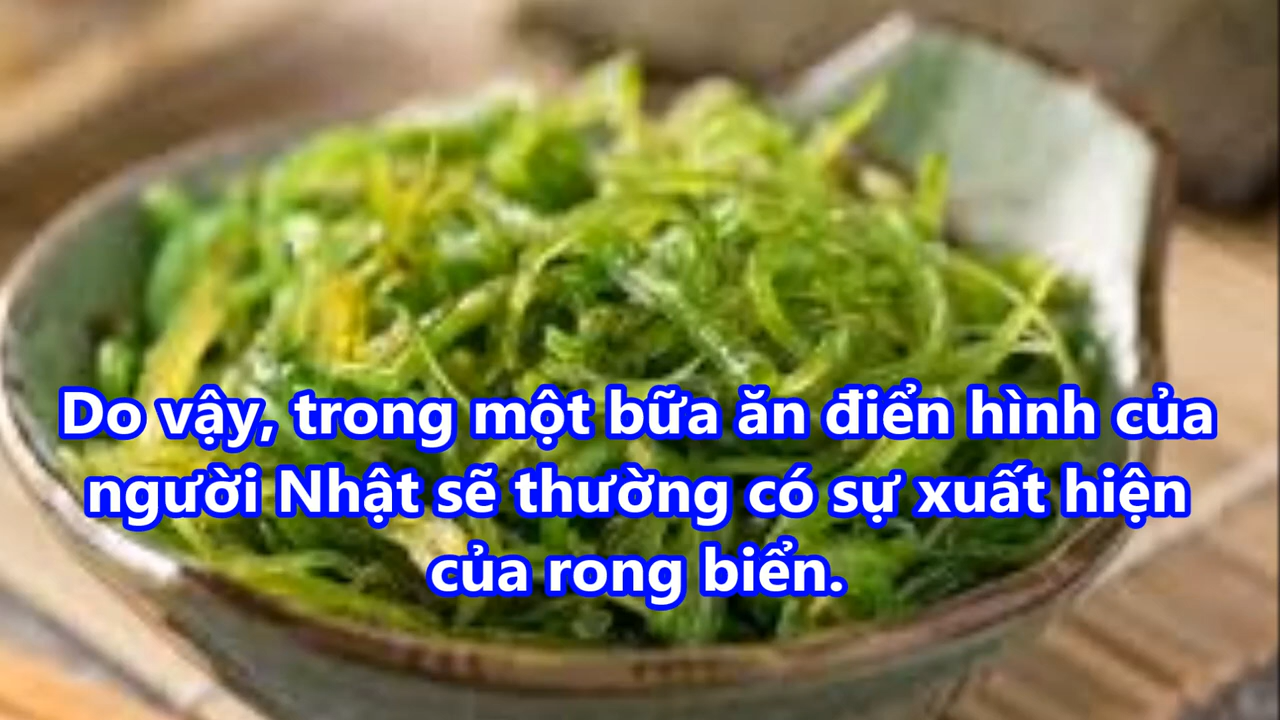 Do vậy, trong một bữa ăn điển hình của
người Nhật sẽ thường có sự xuất hiện
của rong biển.